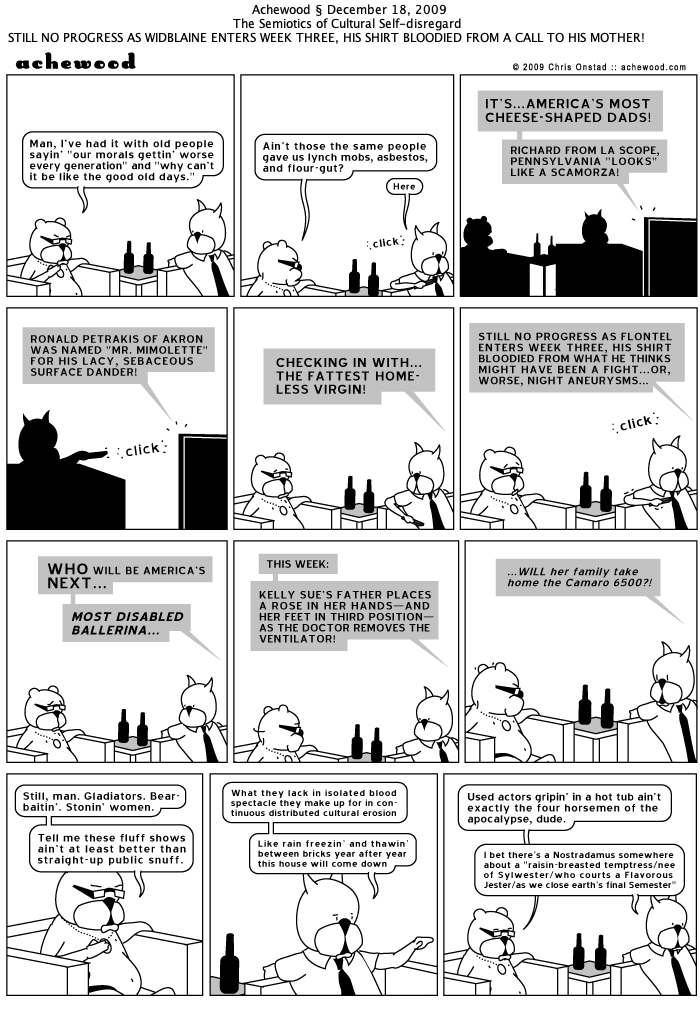 Achewood § December 18, 2009
The Semiotics of Cultural Self-disregard
STILL NO PROGRESS AS WIDBLAINE ENTERS WEEK THREE, HIS SHIRT BLOODIED FROM A CALL TO HIS MOTHER!
achewood
© 2009 Chris Onstad :: achewood.com
Man, I've had it with old people
sayin' "our morals gettin' worse
every generation" and "why can't
it be like the good old days."
Ain't those the same people
gave us lynch mobs, asbestos,
and flour-gut?
Here
click
IT'S...AMERICA'S MOST
CHEESE-SHAPED DADS!
RICHARD FROM LA SCOPE,
PENNSYLVANIA "LOOKS"
LIKE A SCAMORZA!
RONALD PETRAKIS OF AKRON
WAS NAMED "MR. MIMOLETTE"
FOR HIS LACY, SEBACEOUS
SURFACE DANDER!
click
CHECKING IN WITH...
THE FATTEST HOME-
LESS VIRGIN!
STILL NO PROGRESS AS FLONTEL
ENTERS WEEK THREE, HIS SHIRT
BLOODIED FROM WHAT HE THINKS
MIGHT HAVE BEEN A FIGHT...OR,
WORSE, NIGHT ANEURYSMS...
click
WHO WILL BE AMERICA'S
NEXT...
MOST DISABLED
BALLERINA...
THIS WEEK:
KELLY SUE'S FATHER PLACES
A ROSE IN HER HANDS—AND
HER FEET IN THIRD POSITION—
AS THE DOCTOR REMOVES THE
VENTILATOR!
...WILL her family take
home the Camaro 6500?!
Still, man. Gladiators. Bear-
baitin'. Stonin' women.
Tell me these fluff shows
ain't at least better than
straight-up public snuff.
What they lack in isolated blood
spectacle they make up for in con-
tinuous distributed cultural erosion
Like rain freezin' and thawin'
between bricks year after year
this house will come down
Used actors gripin' in a hot tub ain't
exactly the four horsemen of the
apocalypse, dude.
I bet there's a Nostradamus somewhere
about a "raisin-breasted temptress/nee
of Sylwester/who courts a Flavorous
Jester/as we close earth's final Semester"